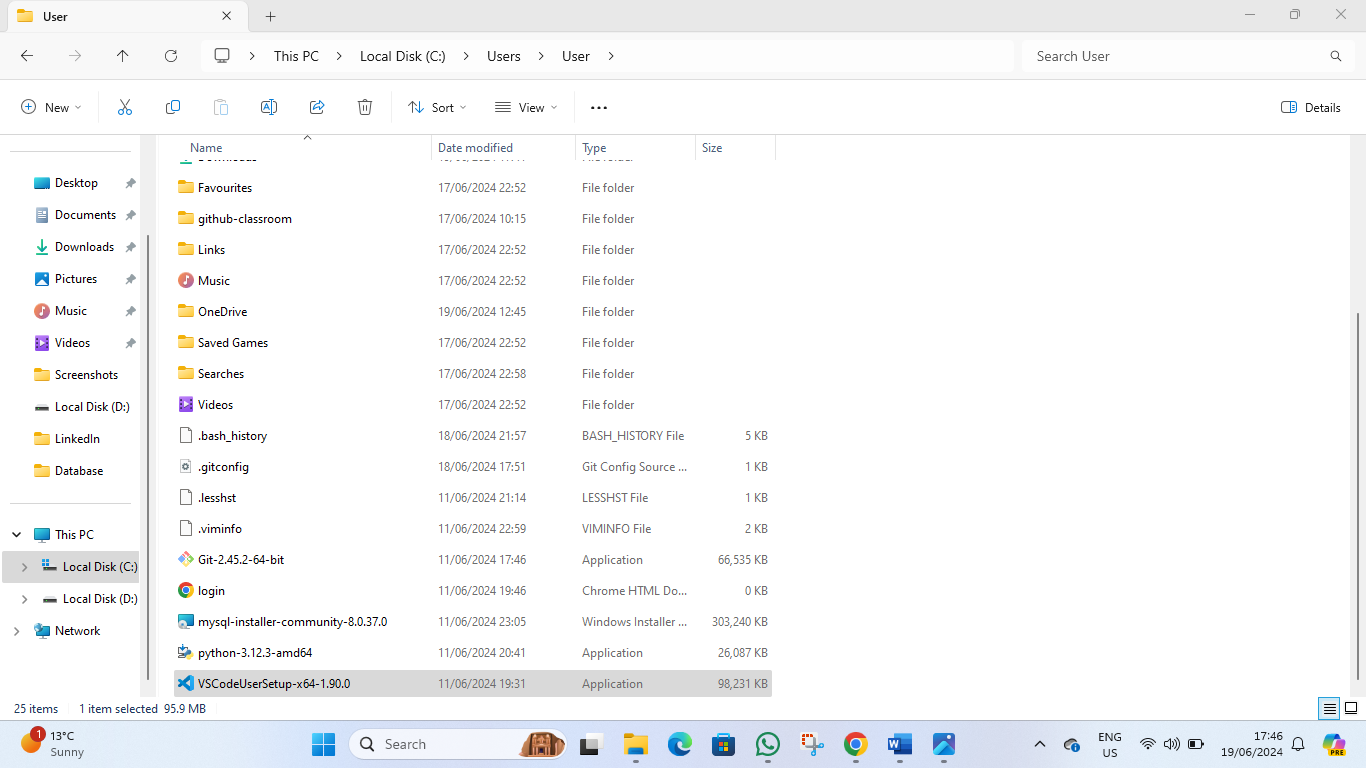 User
This PC
Local Disk (C:)
Users
User
Search User
New
Sort
View
Details
Name Date modified Type Size
Favourites 17/06/2024 22:52 File folder
github-classroom 17/06/2024 10:15 File folder
Links 17/06/2024 22:52 File folder
Music 17/06/2024 22:52 File folder
OneDrive 19/06/2024 12:45 File folder
Saved Games 17/06/2024 22:52 File folder
Searches 17/06/2024 22:58 File folder
Videos 17/06/2024 22:52 File folder
.bash_history 18/06/2024 21:57 BASH_HISTORY File 5 KB
.gitconfig 18/06/2024 17:51 Git Config Source ... 1 KB
.lesshst 11/06/2024 21:14 LESSHST File 1 KB
.viminfo 11/06/2024 22:59 VIMINFO File 2 KB
Git-2.45.2-64-bit 11/06/2024 17:46 Application 66,535 KB
login 11/06/2024 19:46 Chrome HTML Do... 0 KB
mysql-installer-community-8.0.37.0 11/06/2024 23:05 Windows Installer ... 303,240 KB
python-3.12.3-amd64 11/06/2024 20:41 Application 26,087 KB
VSCodeUserSetup-x64-1.90.0 11/06/2024 19:31 Application 98,231 KB
Desktop
Documents
Downloads
Pictures
Music
Videos
Screenshots
Local Disk (D:)
LinkedIn
Database
This PC
Local Disk (C:)
Local Disk (D:)
Network
25 items 1 item selected 95.9 MB
1
13°C
Sunny
Search
W
PRE
ENG
US
17:46
19/06/2024